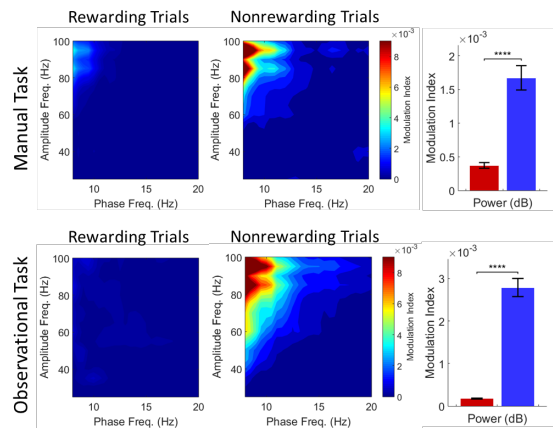 Manual Task
Rewarding Trials
Nonrewarding Trials
Amplitude Freq. (Hz)
100
80
60
40
10
15
20
Phase Freq. (Hz)
Amplitude Freq. (Hz)
100
80
60
40
10
15
20
Phase Freq. (Hz)
×10⁻³
8
6
4
2
0
Modulation Index
×10⁻³
2
1.5
1
0.5
0
Modulation Index
****
Power (dB)
Observational Task
Rewarding Trials
Nonrewarding Trials
Amplitude Freq. (Hz)
100
80
60
40
10
15
20
Phase Freq. (Hz)
Amplitude Freq. (Hz)
100
80
60
40
10
15
20
Phase Freq. (Hz)
×10⁻³
8
6
4
2
0
Modulation Index
×10⁻³
3
2
1
0
Modulation Index
****
Power (dB)